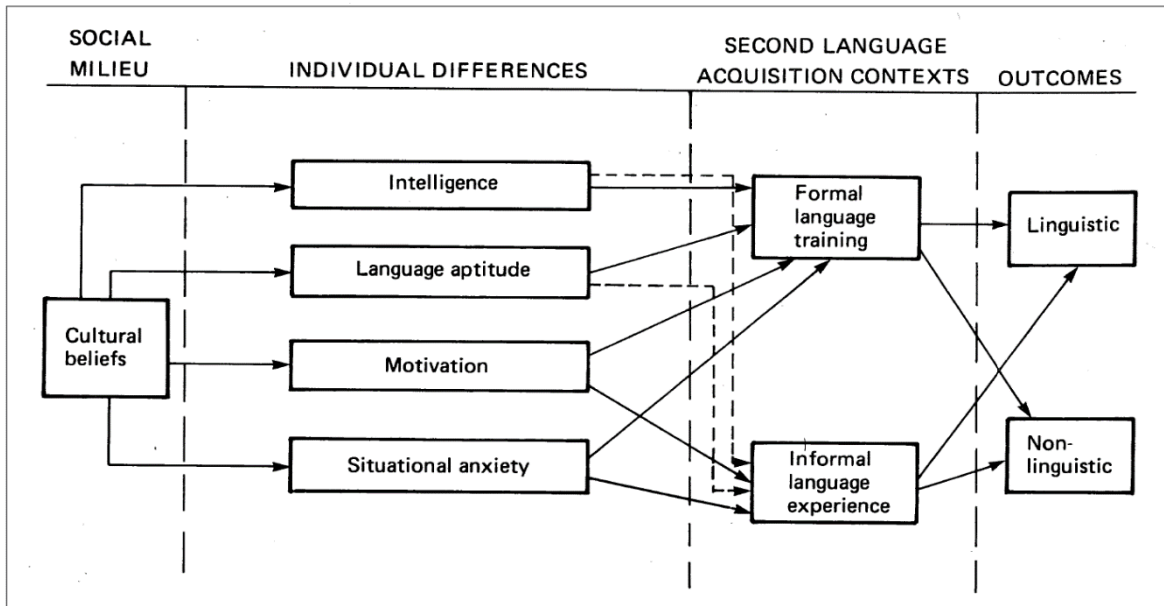 SOCIAL
MILIEU
INDIVIDUAL DIFFERENCES
SECOND LANGUAGE
ACQUISITION CONTEXTS
OUTCOMES
Cultural
beliefs
Intelligence
Language aptitude
Motivation
Situational anxiety
Formal
language
training
Informal
language
experience
Linguistic
Non-
linguistic